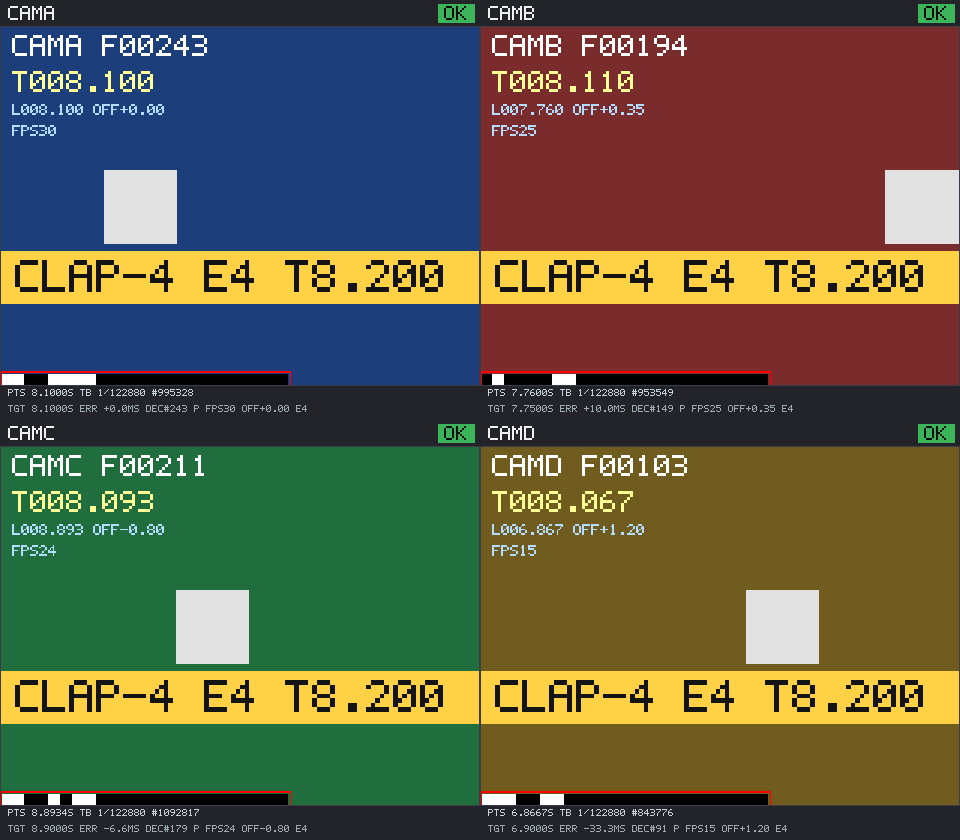 CAMA OK
CAMA F00243
T008.100
L008.100 OFF+0.00
FPS30
CLAP-4 E4 T8.200
PTS 8.1000S TB 1/122880 #995328
TGT 8.1000S ERR +0.0MS DEC#243 P FPS30 OFF+0.00 E4
CAMB OK
CAMB F00194
T008.110
L007.760 OFF+0.35
FPS25
CLAP-4 E4 T8.200
PTS 7.7600S TB 1/122880 #953549
TGT 7.7500S ERR +10.0MS DEC#149 P FPS25 OFF+0.35 E4
CAMC OK
CAMC F00211
T008.093
L008.893 OFF-0.80
FPS24
CLAP-4 E4 T8.200
PTS 8.8934S TB 1/122880 #1092817
TGT 8.9000S ERR -6.6MS DEC#179 P FPS24 OFF-0.80 E4
CAMD OK
CAMD F00103
T008.067
L006.867 OFF+1.20
FPS15
CLAP-4 E4 T8.200
PTS 6.8667S TB 1/122880 #843776
TGT 6.9000S ERR -33.3MS DEC#91 P FPS15 OFF+1.20 E4